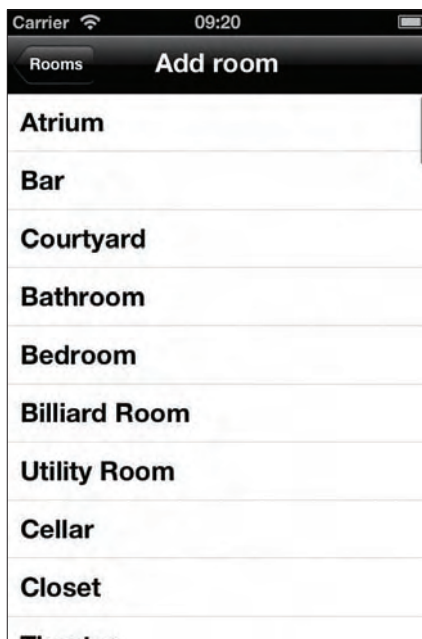 Carrier 09:20
Rooms Add room
Atrium
Bar
Courtyard
Bathroom
Bedroom
Billiard Room
Utility Room
Cellar
Closet